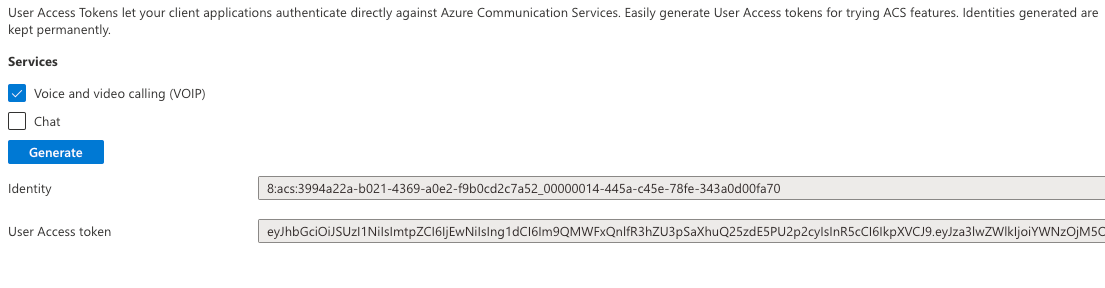 User Access Tokens let your client applications authenticate directly against Azure Communication Services. Easily generate User Access tokens for trying ACS features. Identities generated are
kept permanently.
Services
Voice and video calling (VOIP)
Chat
Generate
Identity 8:acs:3994a22a-b021-4369-a0e2-f9b0cd2c7a52_00000014-445a-c45e-78fe-343a0d00fa70
User Access token